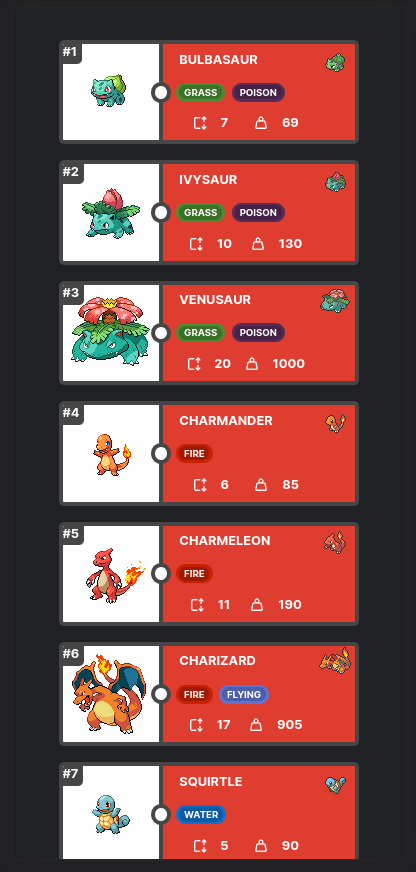 #1
BULBASAUR
GRASS POISON
7 69
#2
IVYSAUR
GRASS POISON
10 130
#3
VENUSAUR
GRASS POISON
20 1000
#4
CHARMANDER
FIRE
6 85
#5
CHARMELEON
FIRE
11 190
#6
CHARIZARD
FIRE FLYING
17 905
#7
SQUIRTLE
WATER
5 90